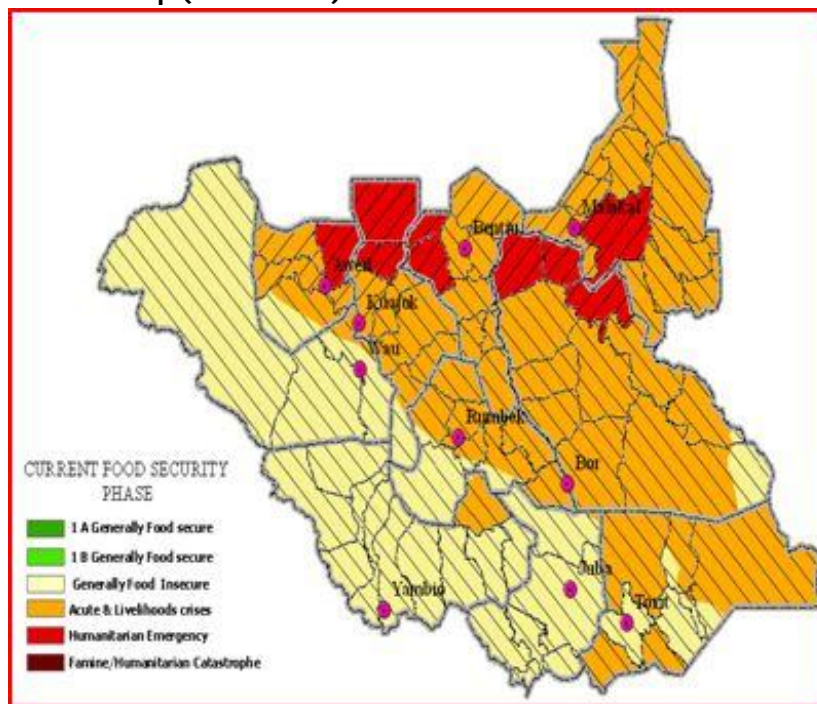 Malakal
Bentiu
Aweil
Kuajok
Wau
Rumbek
Bor
Juba
Torit
Yambio
CURRENT FOOD SECURITY
PHASE
1 A Generally Food secure
1 B Generally Food secure
Generally Food Insecure
Acute & Livelihoods crises
Humanitarian Emergency
Famine/Humanitarian Catastrophe